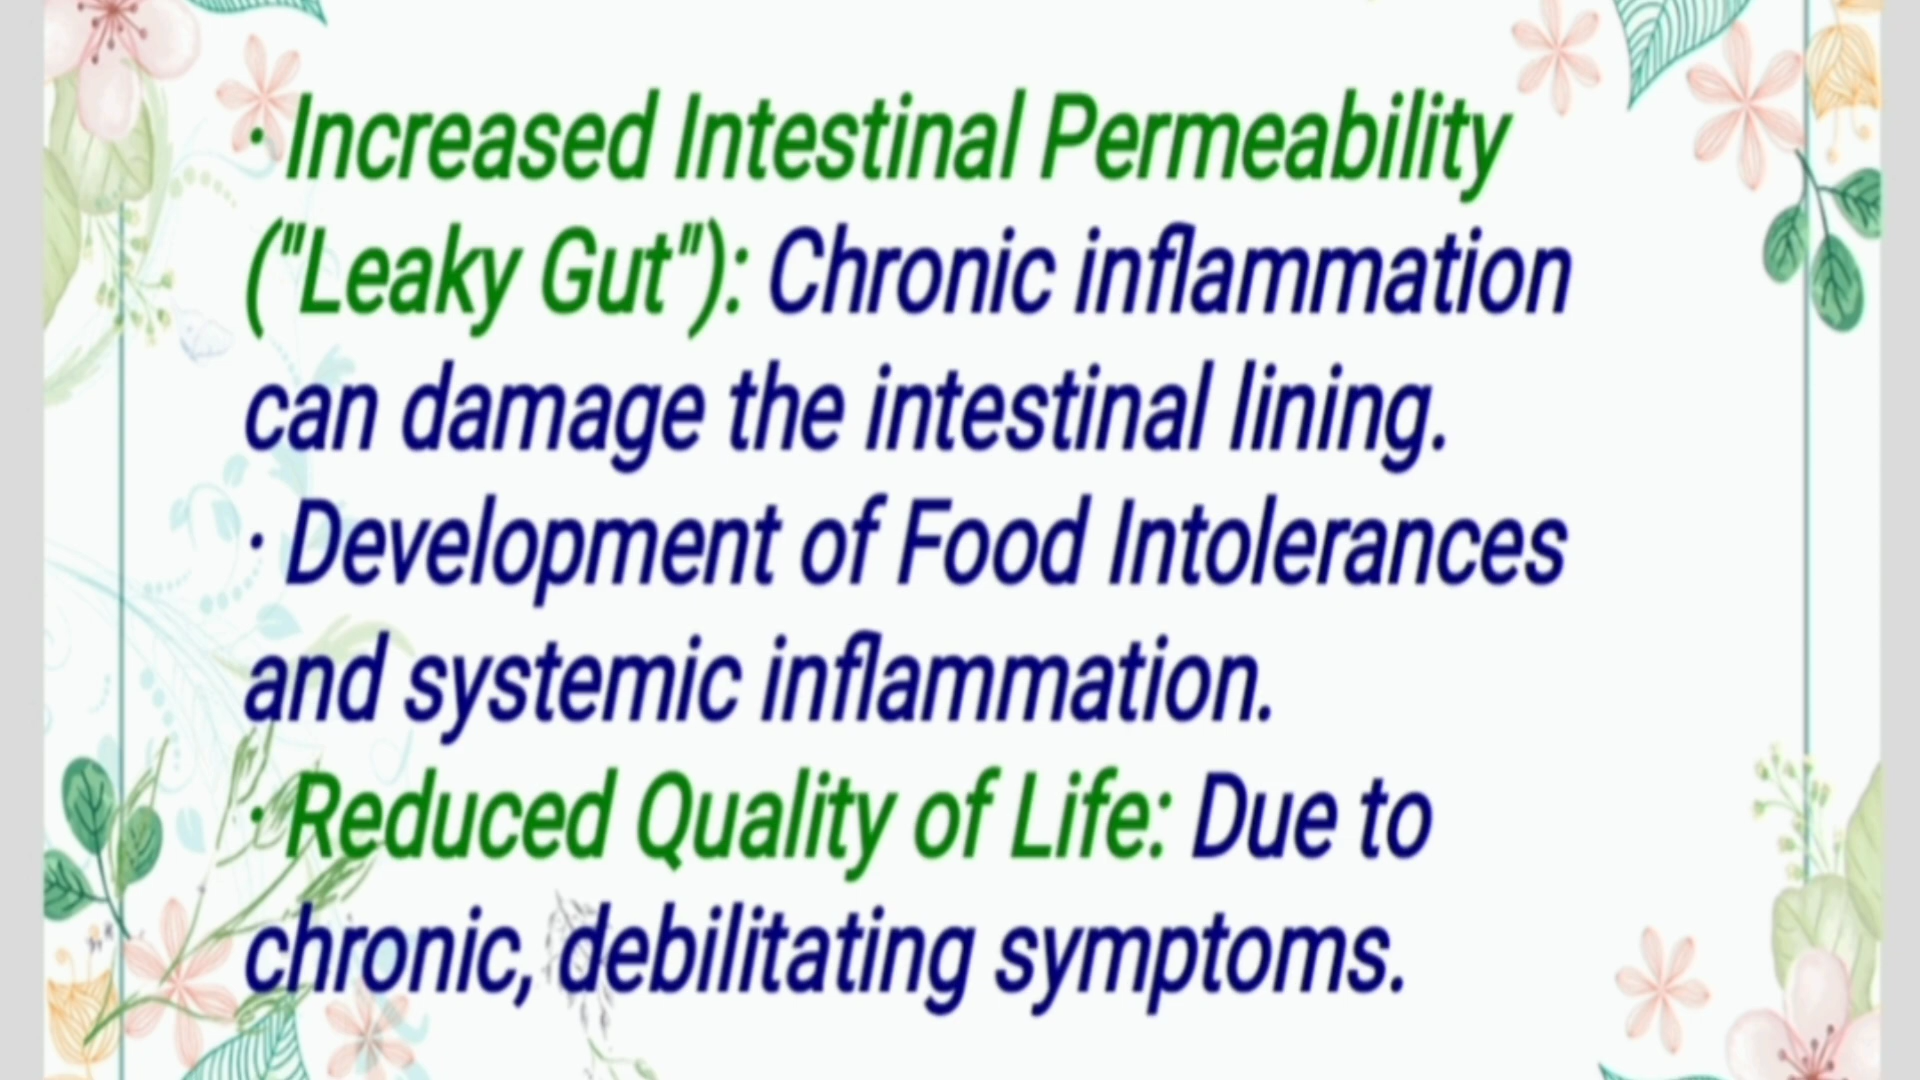 · Increased Intestinal Permeability
("Leaky Gut"): Chronic inflammation
can damage the intestinal lining.
· Development of Food Intolerances
and systemic inflammation.
· Reduced Quality of Life: Due to
chronic, debilitating symptoms.